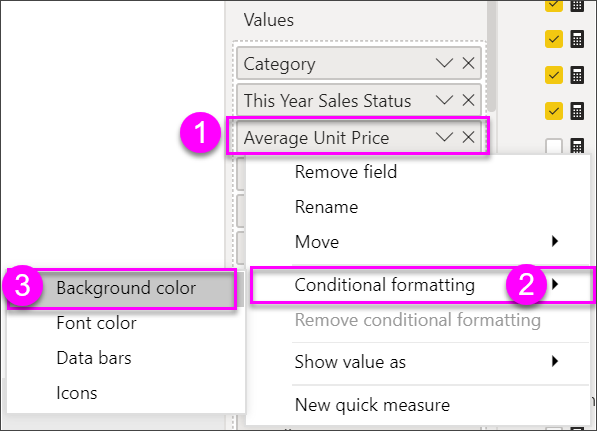 Values
Category
This Year Sales Status
1
Average Unit Price
Remove field
Rename
Move
Conditional formatting
2
3
Background color
Remove conditional formatting
Font color
Data bars
Show value as
Icons
New quick measure